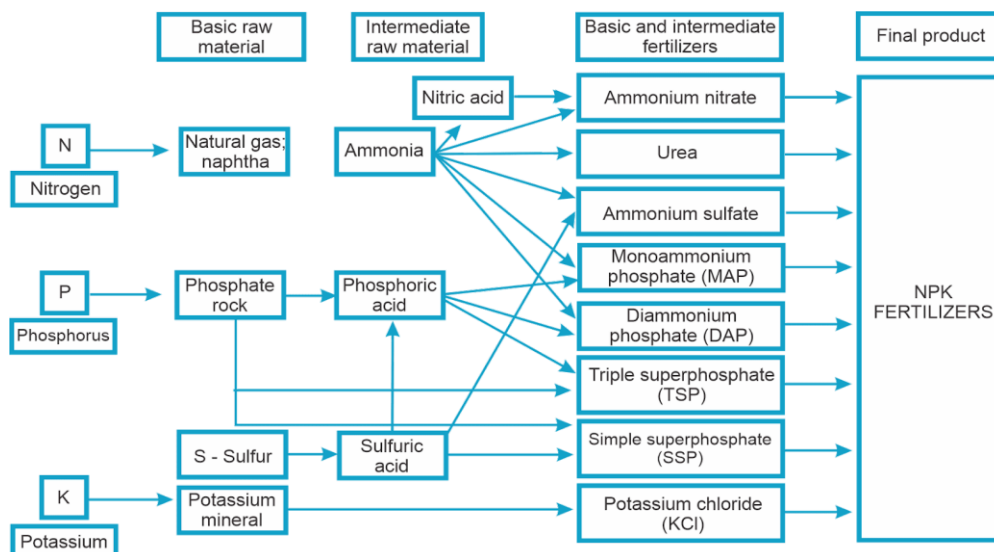 Basic raw
material
Intermediate
raw material
Basic and intermediate
fertilizers
Final product
N
Nitrogen
Natural gas;
naphtha
Nitric acid
Ammonia
Ammonium nitrate
Urea
Ammonium sulfate
P
Phosphorus
Phosphate
rock
Phosphoric
acid
Monoammonium
phosphate (MAP)
Diammonium
phosphate (DAP)
Triple superphosphate
(TSP)
NPK
FERTILIZERS
S - Sulfur
Sulfuric
acid
Simple superphosphate
(SSP)
K
Potassium
Potassium
mineral
Potassium chloride
(KCl)